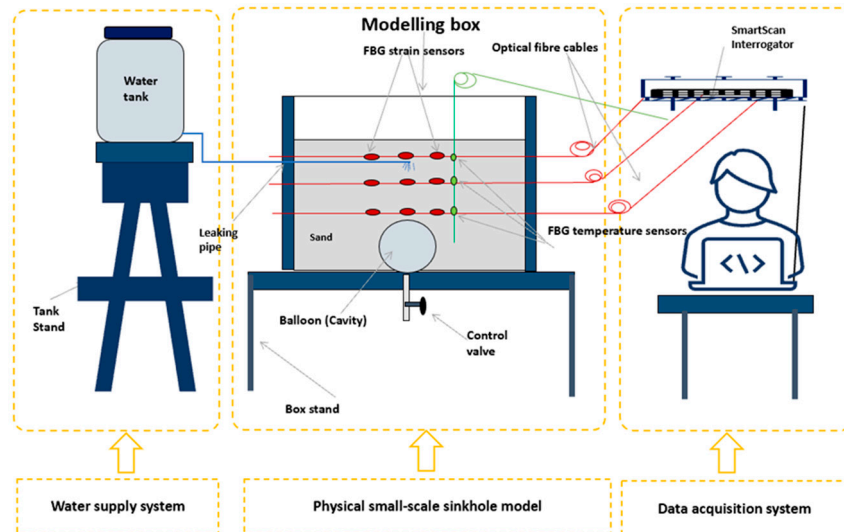 Modelling box
SmartScan
Interrogator
FBG strain sensors
Optical fibre cables
Water
tank
Leaking
pipe
FBG temperature sensors
Sand
Tank
Stand
Balloon (Cavity)
Control
valve
Box stand
</>
Water supply system
Physical small-scale sinkhole model
Data acquisition system